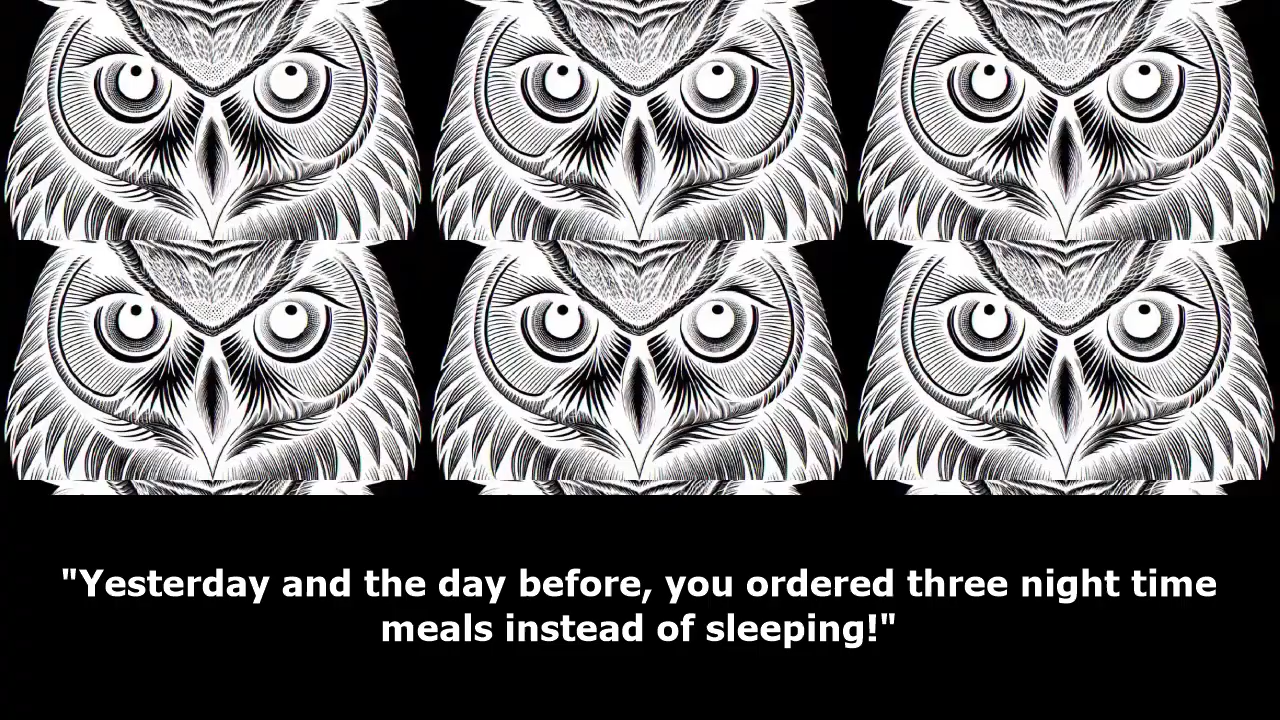 "Yesterday and the day before, you ordered three night time
meals instead of sleeping!"